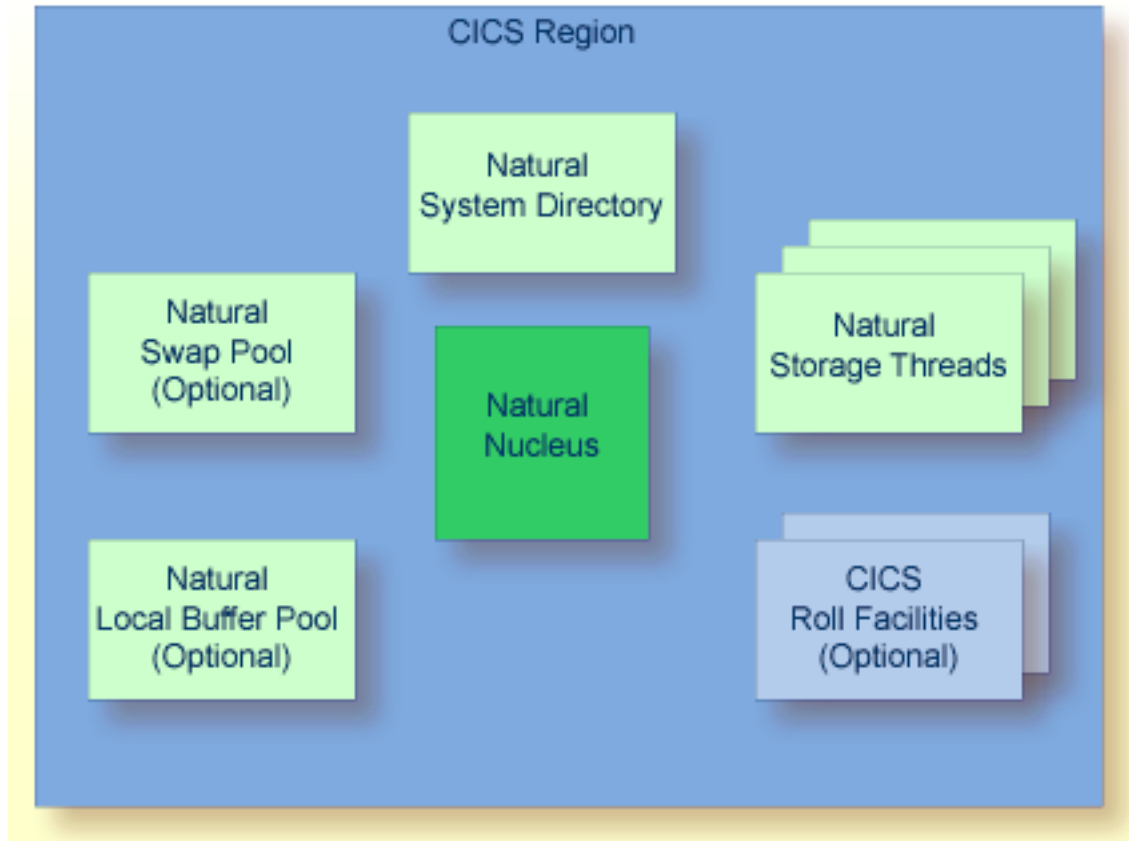 CICS Region
Natural
System Directory
Natural
Swap Pool
(Optional)
Natural
Storage Threads
Natural
Nucleus
Natural
Local Buffer Pool
(Optional)
CICS
Roll Facilities
(Optional)